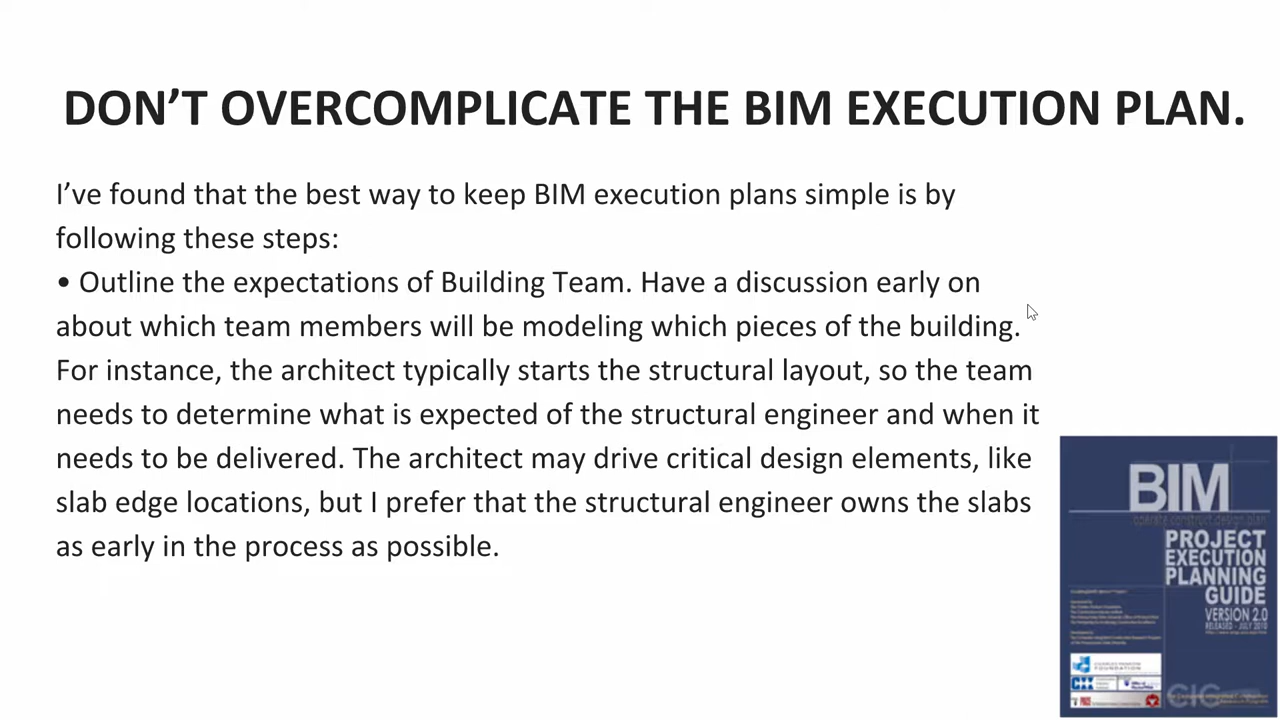 DON'T OVERCOMPLICATE THE BIM EXECUTION PLAN.
I've found that the best way to keep BIM execution plans simple is by
following these steps:
• Outline the expectations of Building Team. Have a discussion early on
about which team members will be modeling which pieces of the building.
For instance, the architect typically starts the structural layout, so the team
needs to determine what is expected of the structural engineer and when it
needs to be delivered. The architect may drive critical design elements, like
slab edge locations, but I prefer that the structural engineer owns the slabs
as early in the process as possible.
BIM
PROJECT
EXECUTION
PLANNING
GUIDE
VERSION 2.0
RELEASED - JULY 2010
CIC